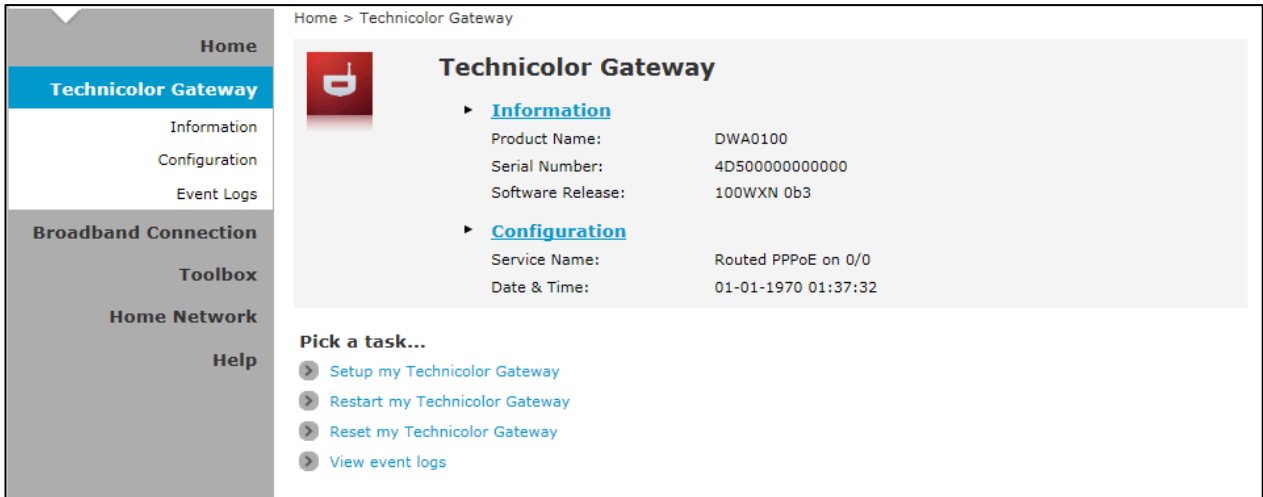 Home > Technicolor Gateway
Home
Technicolor Gateway
Information
Configuration
Event Logs
Broadband Connection
Toolbox
Home Network
Help
Technicolor Gateway
Information
Product Name: DWA0100
Serial Number: 4D500000000000
Software Release: 100WXN 0b3
Configuration
Service Name: Routed PPPoE on 0/0
Date & Time: 01-01-1970 01:37:32
Pick a task...
Setup my Technicolor Gateway
Restart my Technicolor Gateway
Reset my Technicolor Gateway
View event logs